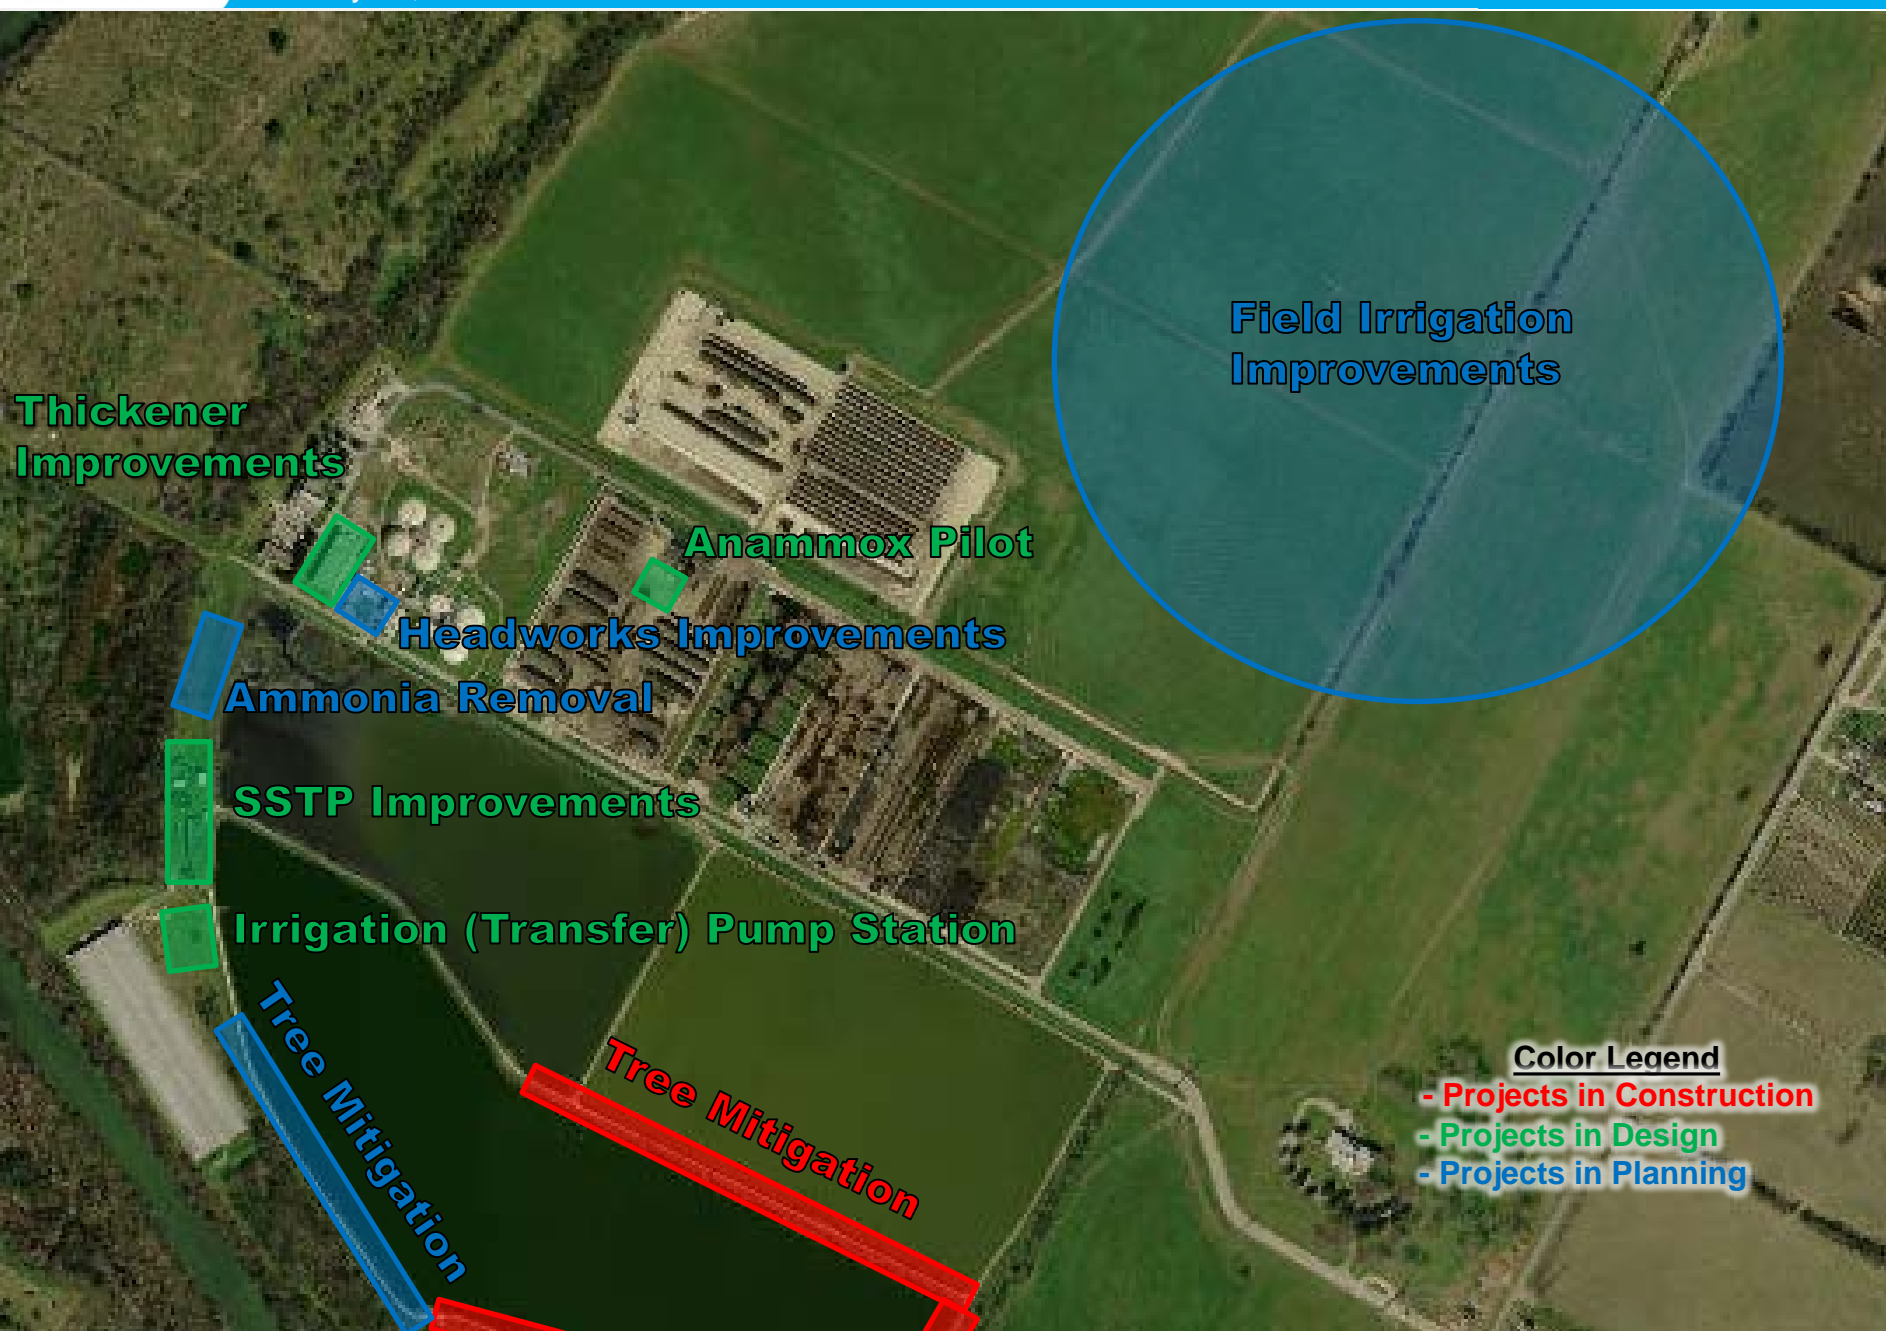 Field Irrigation
Improvements
Thickener
Improvements
Anammox Pilot
Headworks Improvements
Ammonia Removal
SSTP Improvements
Irrigation (Transfer) Pump Station
Tree Mitigation
Tree Mitigation
Color Legend
- Projects in Construction
- Projects in Design
- Projects in Planning